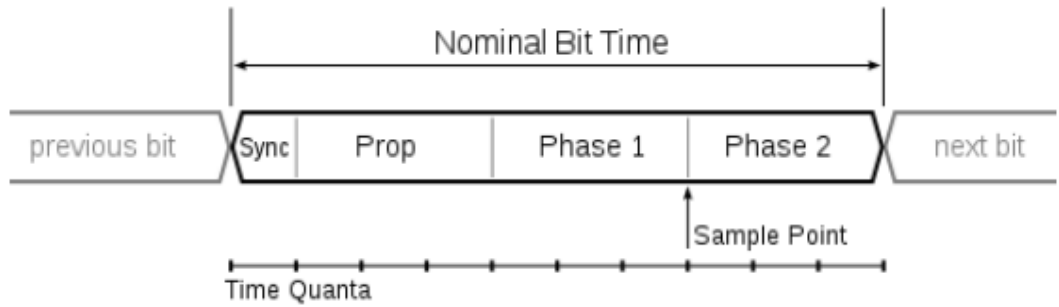 Nominal Bit Time
previous bit
Sync
Prop
Phase 1
Phase 2
next bit
Sample Point
Time Quanta